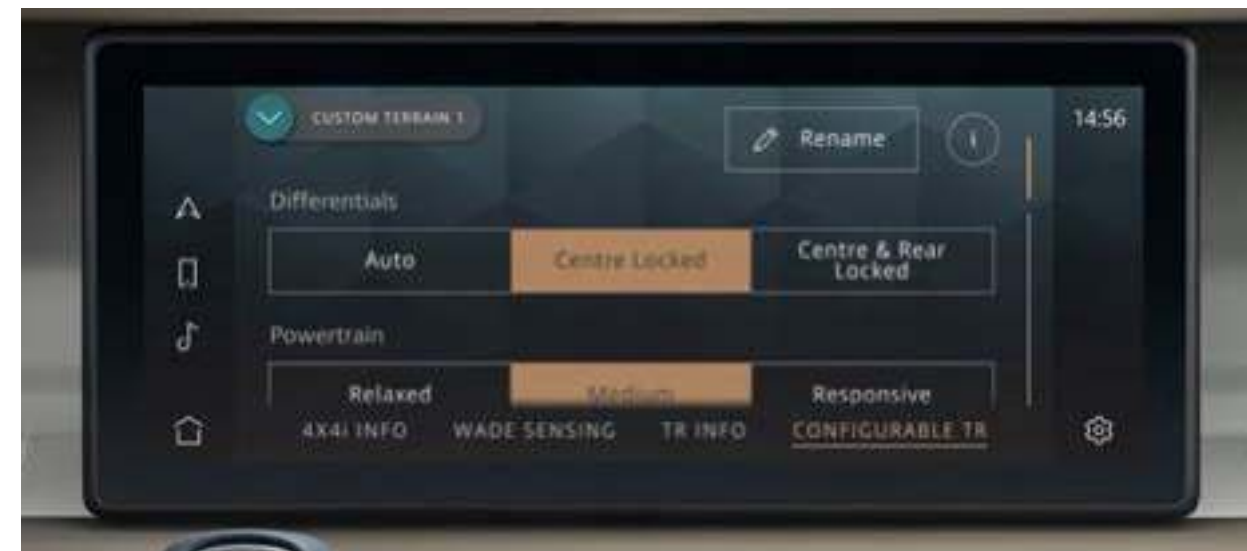 CUSTOM TERRAIN 1
Rename
i
14:56
Differentials
Auto
Centre Locked
Centre & Rear
Locked
Powertrain
Relaxed
Medium
Responsive
4X4i INFO
WADE SENSING
TR INFO
CONFIGURABLE TR